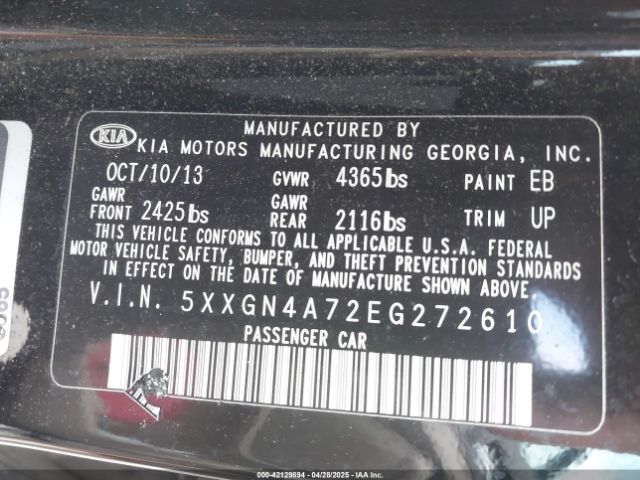 MANUFACTURED BY
KIA KIA MOTORS MANUFACTURING GEORGIA, INC.
OCT/10/13 GVWR 4365lbs PAINT EB
GAWR FRONT 2425lbs GAWR REAR 2116lbs TRIM UP
THIS VEHICLE CONFORMS TO ALL APPLICABLE U.S.A. FEDERAL
MOTOR VEHICLE SAFETY, BUMPER, AND THEFT PREVENTION STANDARDS
IN EFFECT ON THE DATE OF MANUFACTURE SHOWN ABOVE.
V.I.N. 5XXGN4A72EG272610
PASSENGER CAR
000-42129894 - 04/28/2025 - IAAI.COM